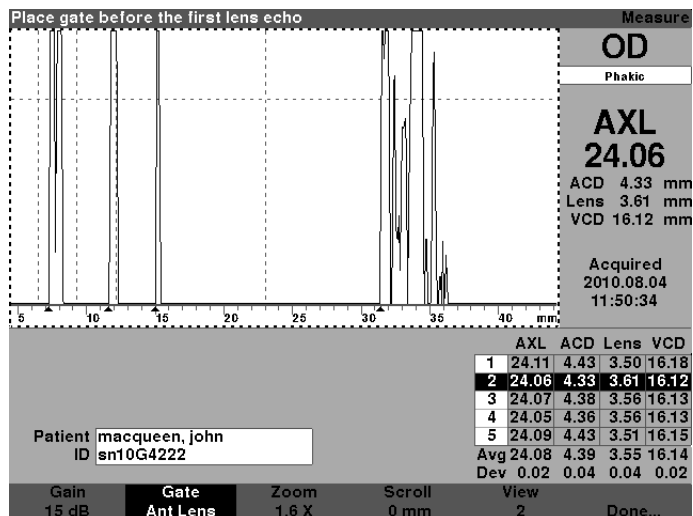 Place gate before the first lens echo
Measure
OD
Phakic
AXL
24.06
ACD 4.33 mm
Lens 3.61 mm
VCD 16.12 mm
Acquired
2010.08.04
11:50:34
5 10 15 20 25 30 35 40 mm
AXL ACD Lens VCD
1 24.11 4.43 3.50 16.18
2 24.06 4.33 3.61 16.12
3 24.07 4.38 3.56 16.13
4 24.05 4.36 3.56 16.13
5 24.09 4.43 3.51 16.15
Avg 24.08 4.39 3.55 16.14
Dev 0.02 0.04 0.04 0.02
Patient macqueen, john
ID sn10G4222
Gain Gate Zoom Scroll View
15 dB Ant Lens 1.6 X 0 mm 2 Done...